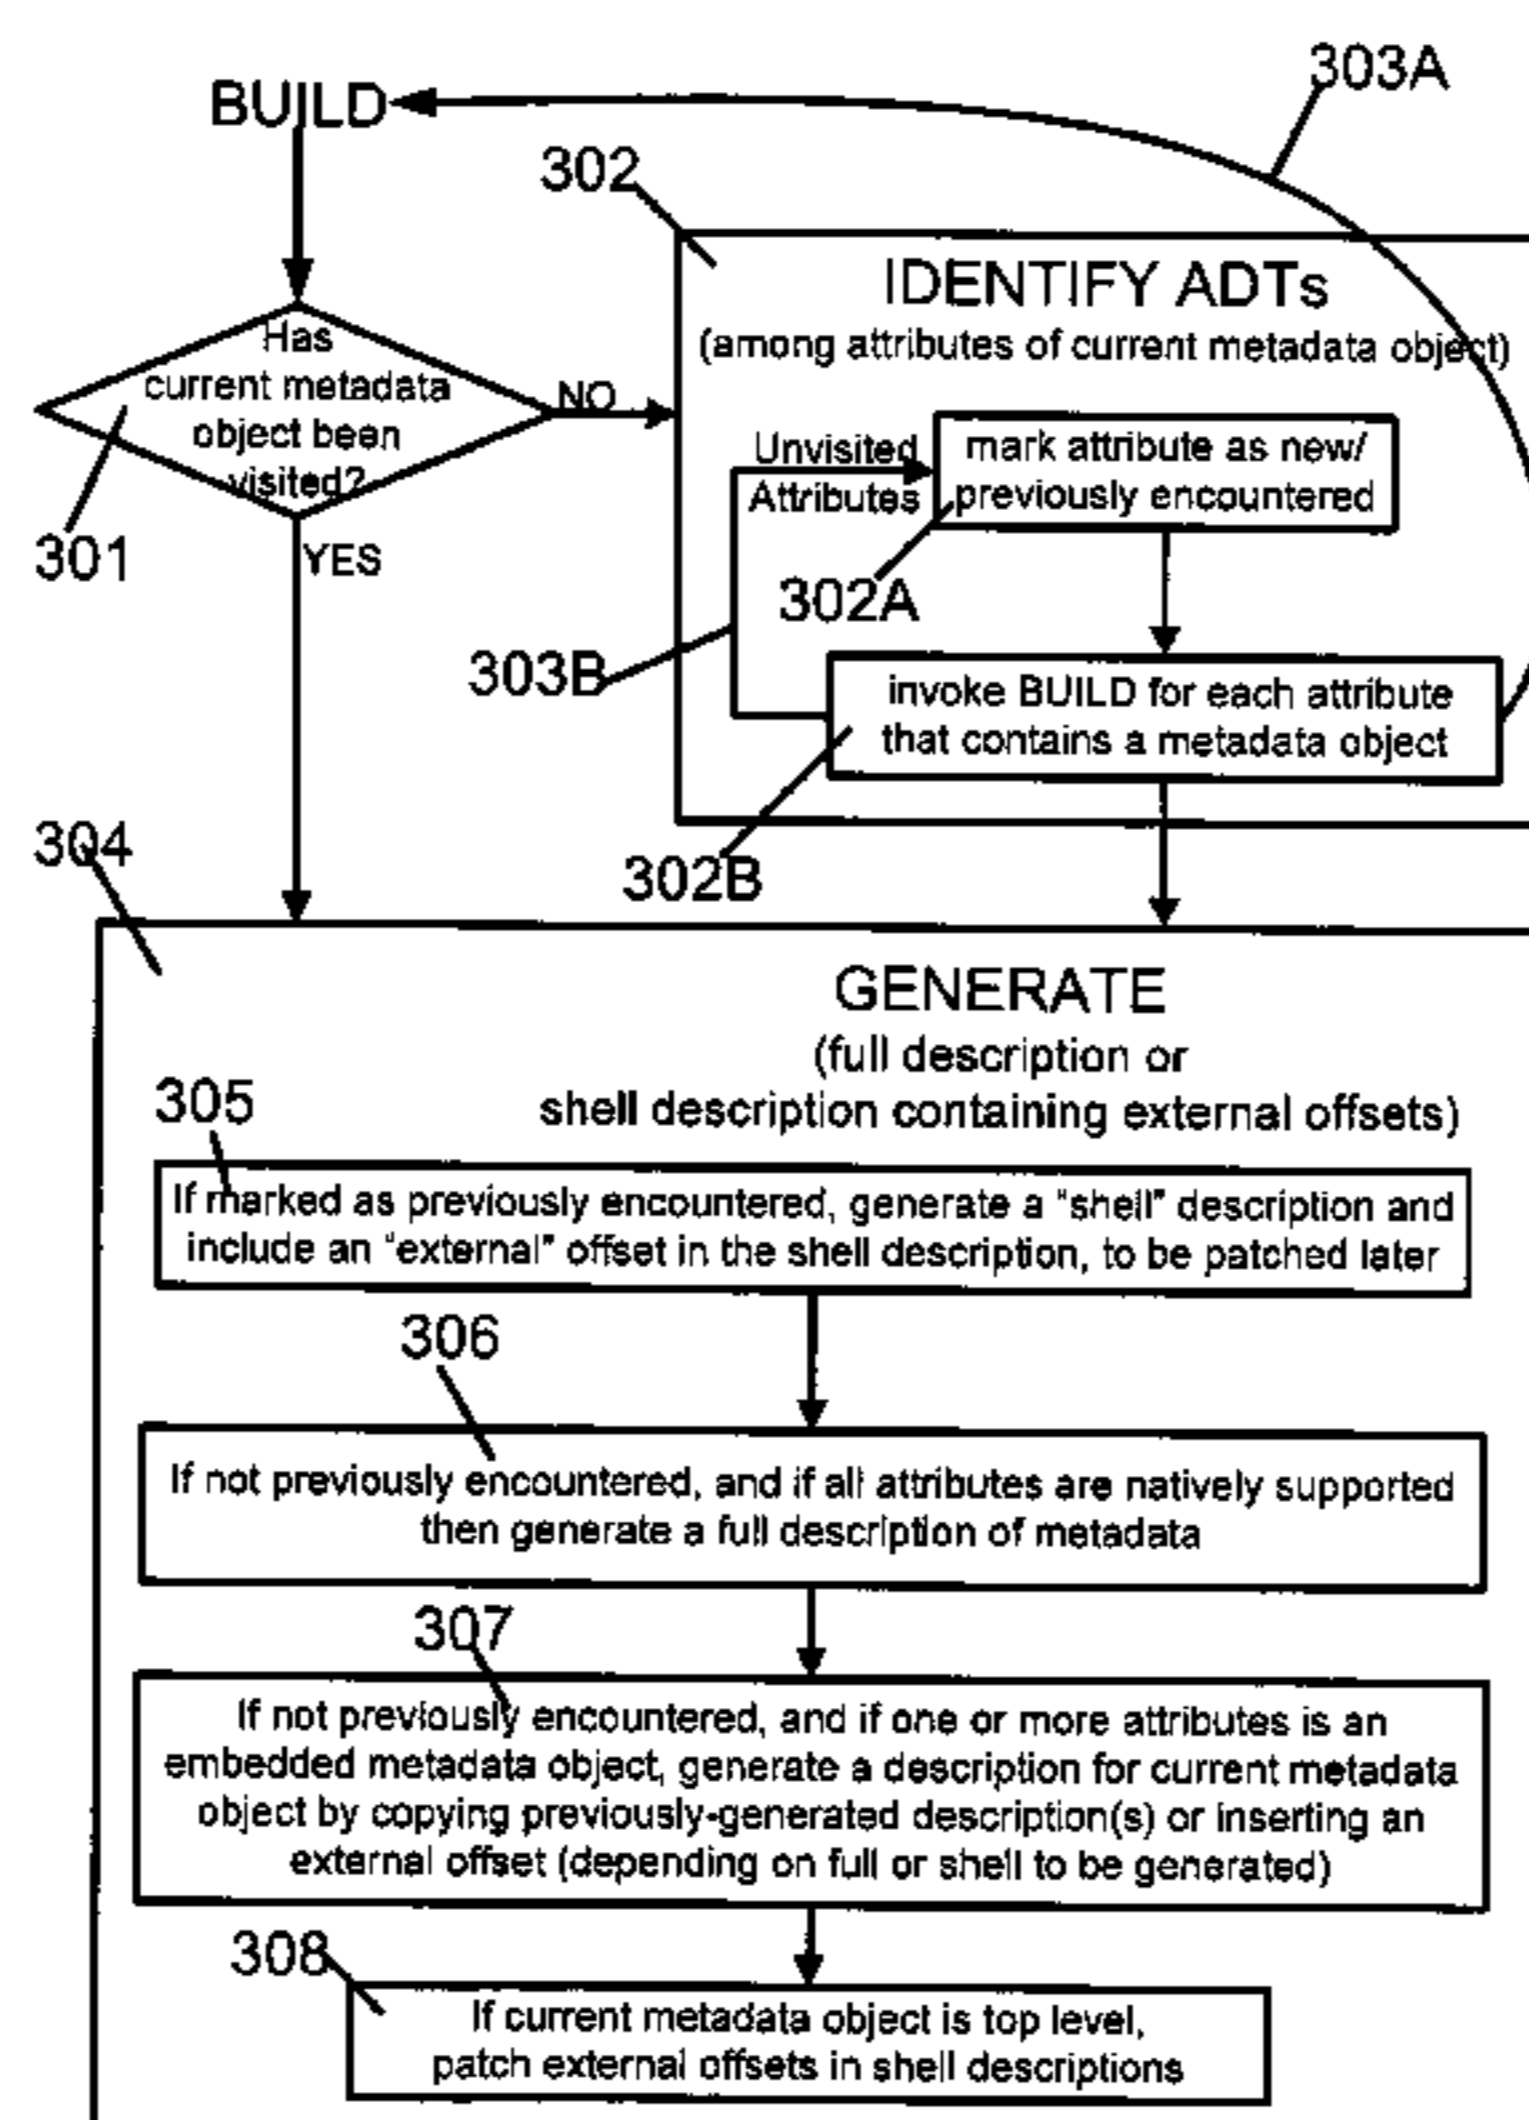 303A
BUILD
302
IDENTIFY ADTs
(among attributes of current metadata object)
Has
current metadata
object been
visited?
NO
Unvisited
Attributes
mark attribute as new/
previously encountered
301
YES
302A
303B
invoke BUILD for each attribute
that contains a metadata object
304
302B
GENERATE
(full description or
shell description containing external offsets)
305
If marked as previously encountered, generate a "shell" description and
include an "external" offset in the shell description, to be patched later
306
If not previously encountered, and if all attributes are natively supported
then generate a full description of metadata
307
If not previously encountered, and if one or more attributes is an
embedded metadata object, generate a description for current metadata
object by copying previously-generated description(s) or inserting an
external offset (depending on full or shell to be generated)
308
If current metadata object is top level,
patch external offsets in shell descriptions